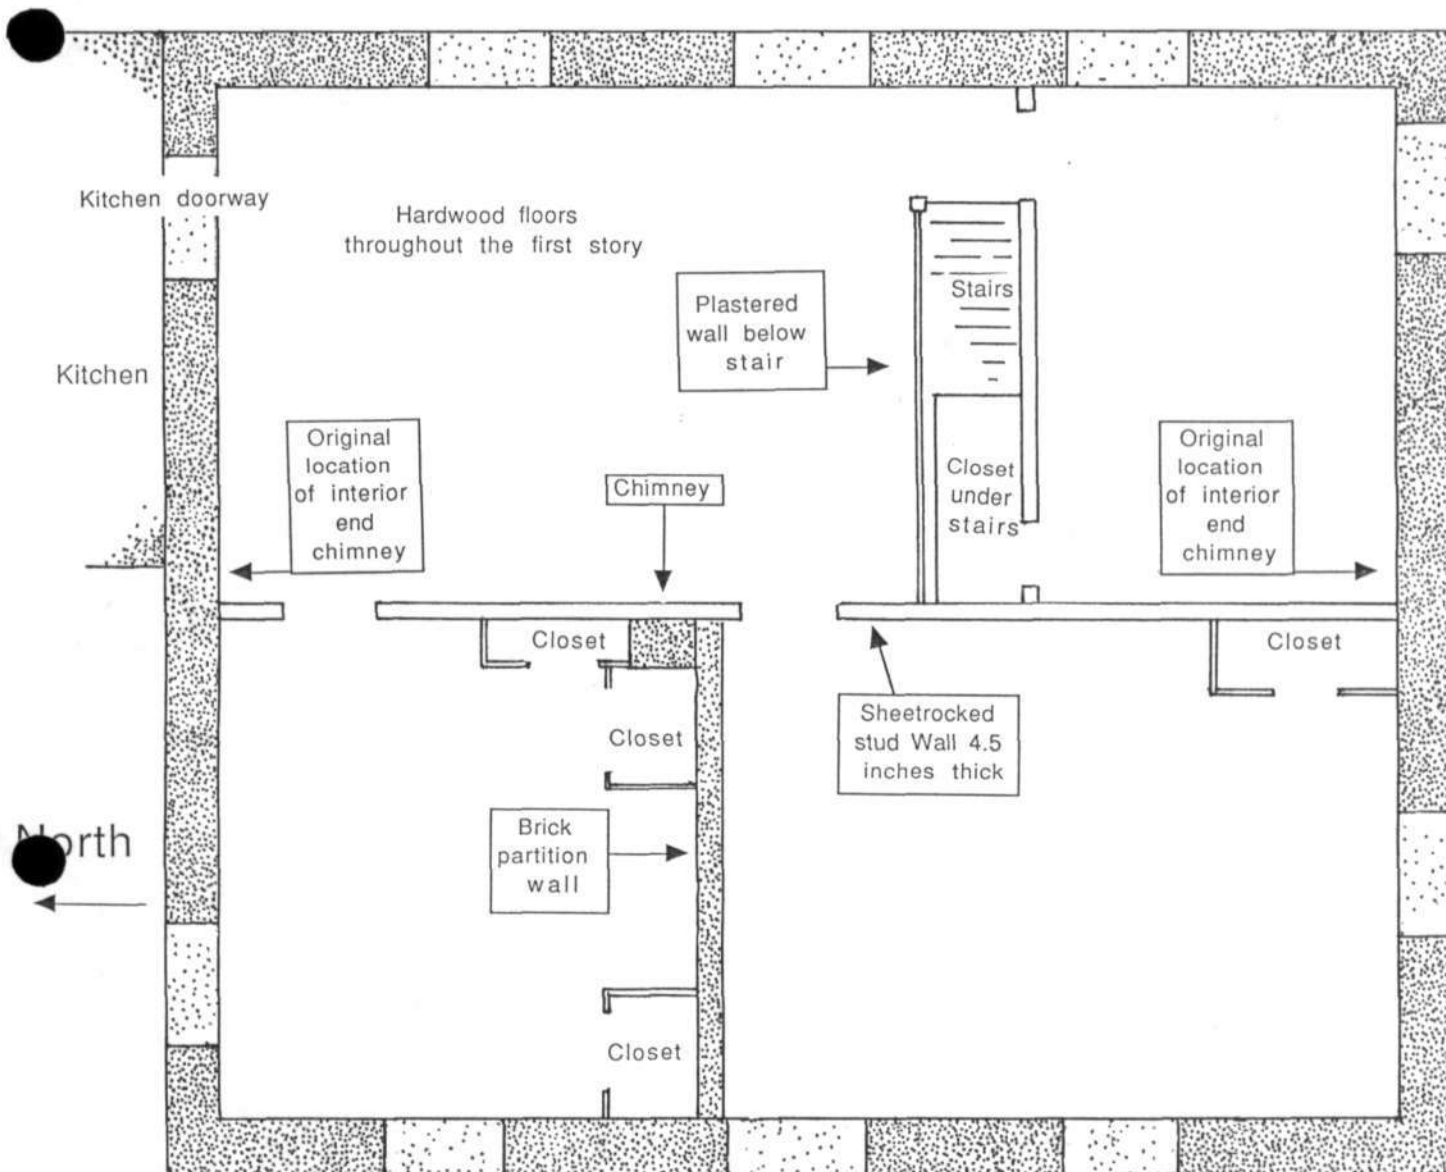 Kitchen doorway
Hardwood floors
throughout the first story
Plastered
wall below
stair
Stairs
Kitchen
Original
location
of interior
end
chimney
Chimney
Closet
under
stairs
Original
location
of interior
end
chimney
Closet
Closet
Closet
Sheetrocked
stud Wall 4.5
inches thick
Brick
partition
wall
North
Closet